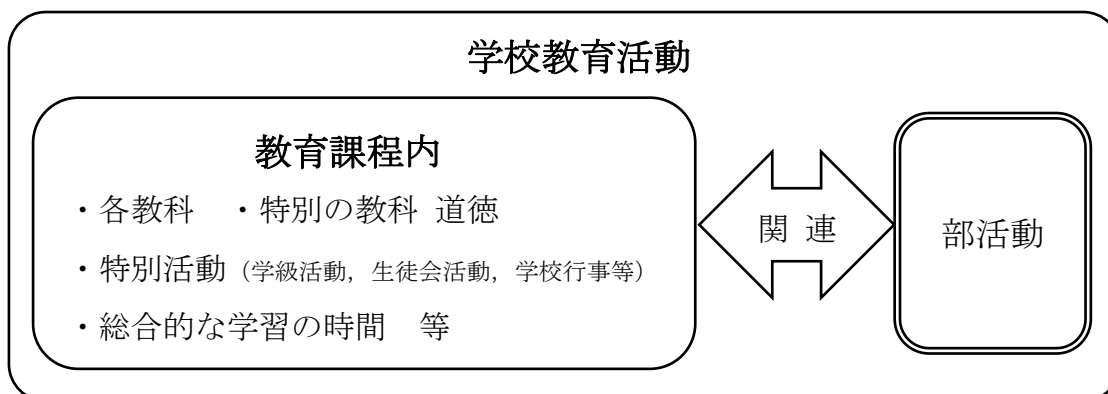 学校教育活動
教育課程内
・各教科　・特別の教科 道徳
・特別活動（学級活動，生徒会活動，学校行事等）
・総合的な学習の時間　等
関 連
部活動